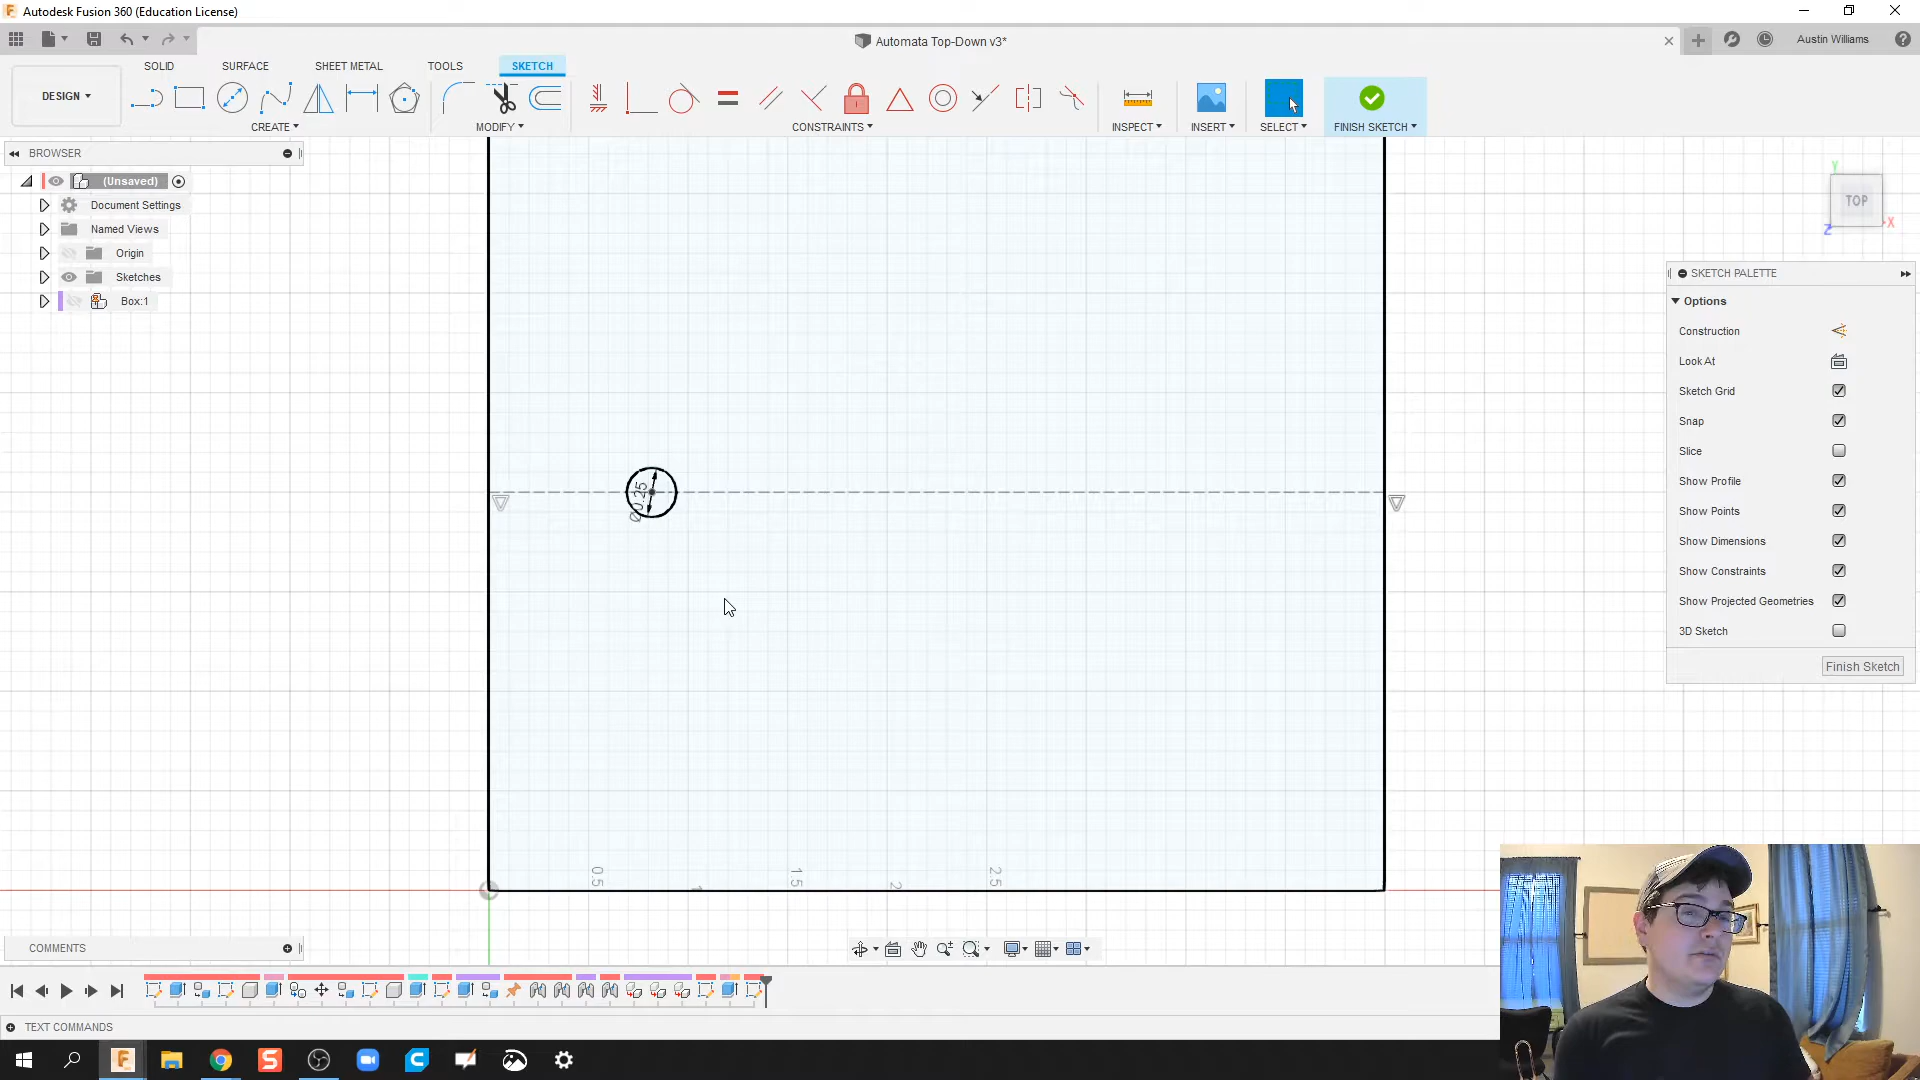 Autodesk Fusion 360 (Education License)
Automata Top-Down v3*
Austin Williams
DESIGN
SOLID
SURFACE
SHEET METAL
TOOLS
SKETCH
CREATE
MODIFY
CONSTRAINTS
INSPECT
INSERT
SELECT
FINISH SKETCH
BROWSER
(Unsaved)
Document Settings
Named Views
Origin
Sketches
Box:1
Y
TOP
X
Z
SKETCH PALETTE
Options
Construction
Look At
Sketch Grid
Snap
Slice
Show Profile
Show Points
Show Dimensions
Show Constraints
Show Projected Geometries
3D Sketch
Finish Sketch
Ø0.25
0.5
1
1.5
2
2.5
COMMENTS
TEXT COMMANDS